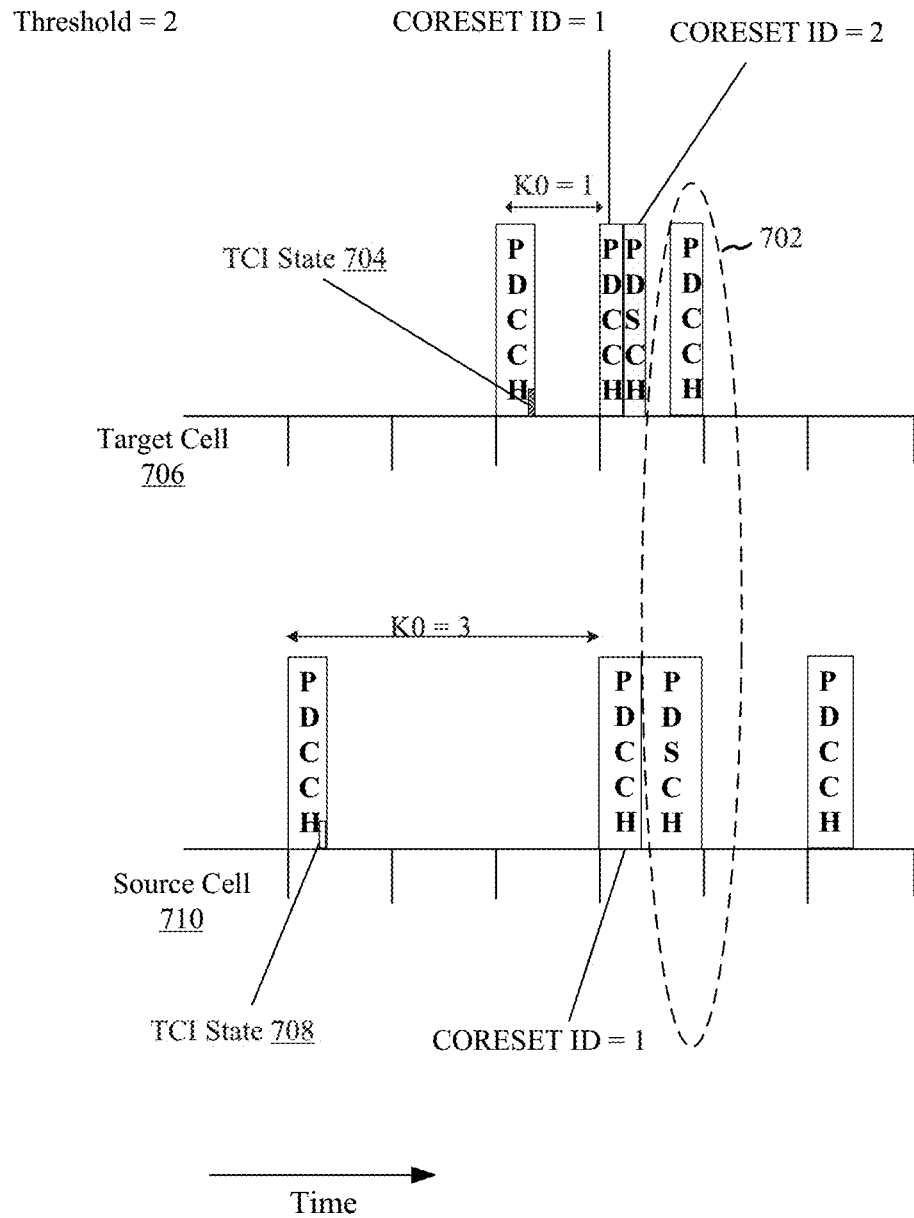 Threshold = 2
CORESET ID = 1
CORESET ID = 2
K0 = 1
702
TCI State 704
PDCCH
PDCCH
PDSCH
PDCCH
Target Cell
706
K0 = 3
PDCCH
PDCCH
PDSCH
PDCCH
Source Cell
710
TCI State 708
CORESET ID = 1
Time